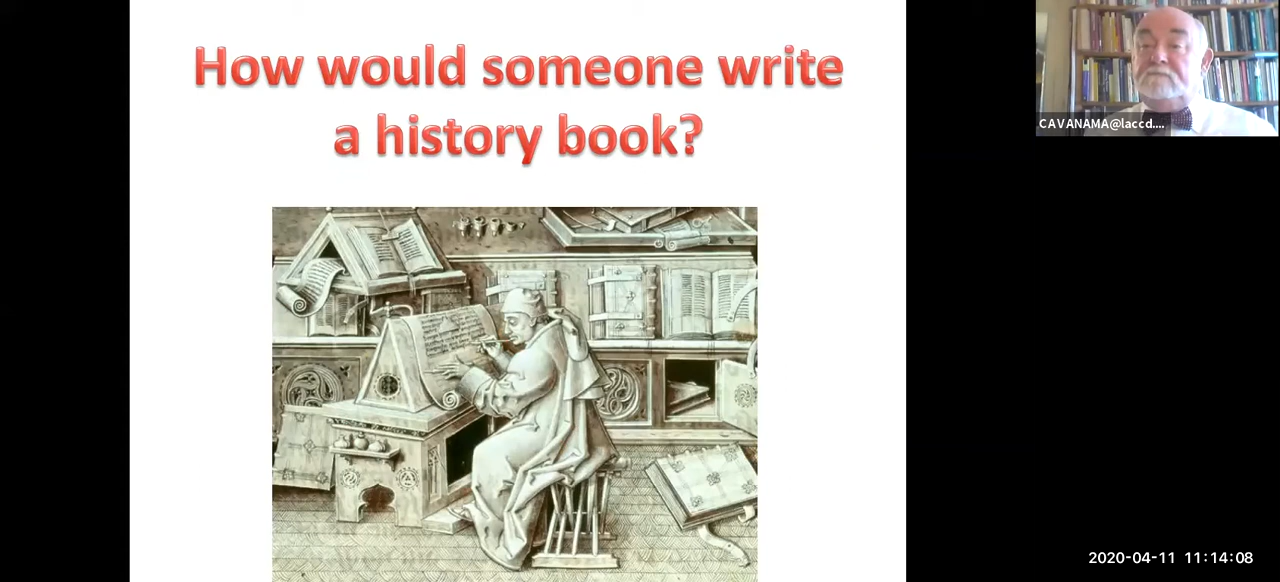 How would someone write
a history book?
CAVANAMA@laccd....
2020-04-11 11:14:08